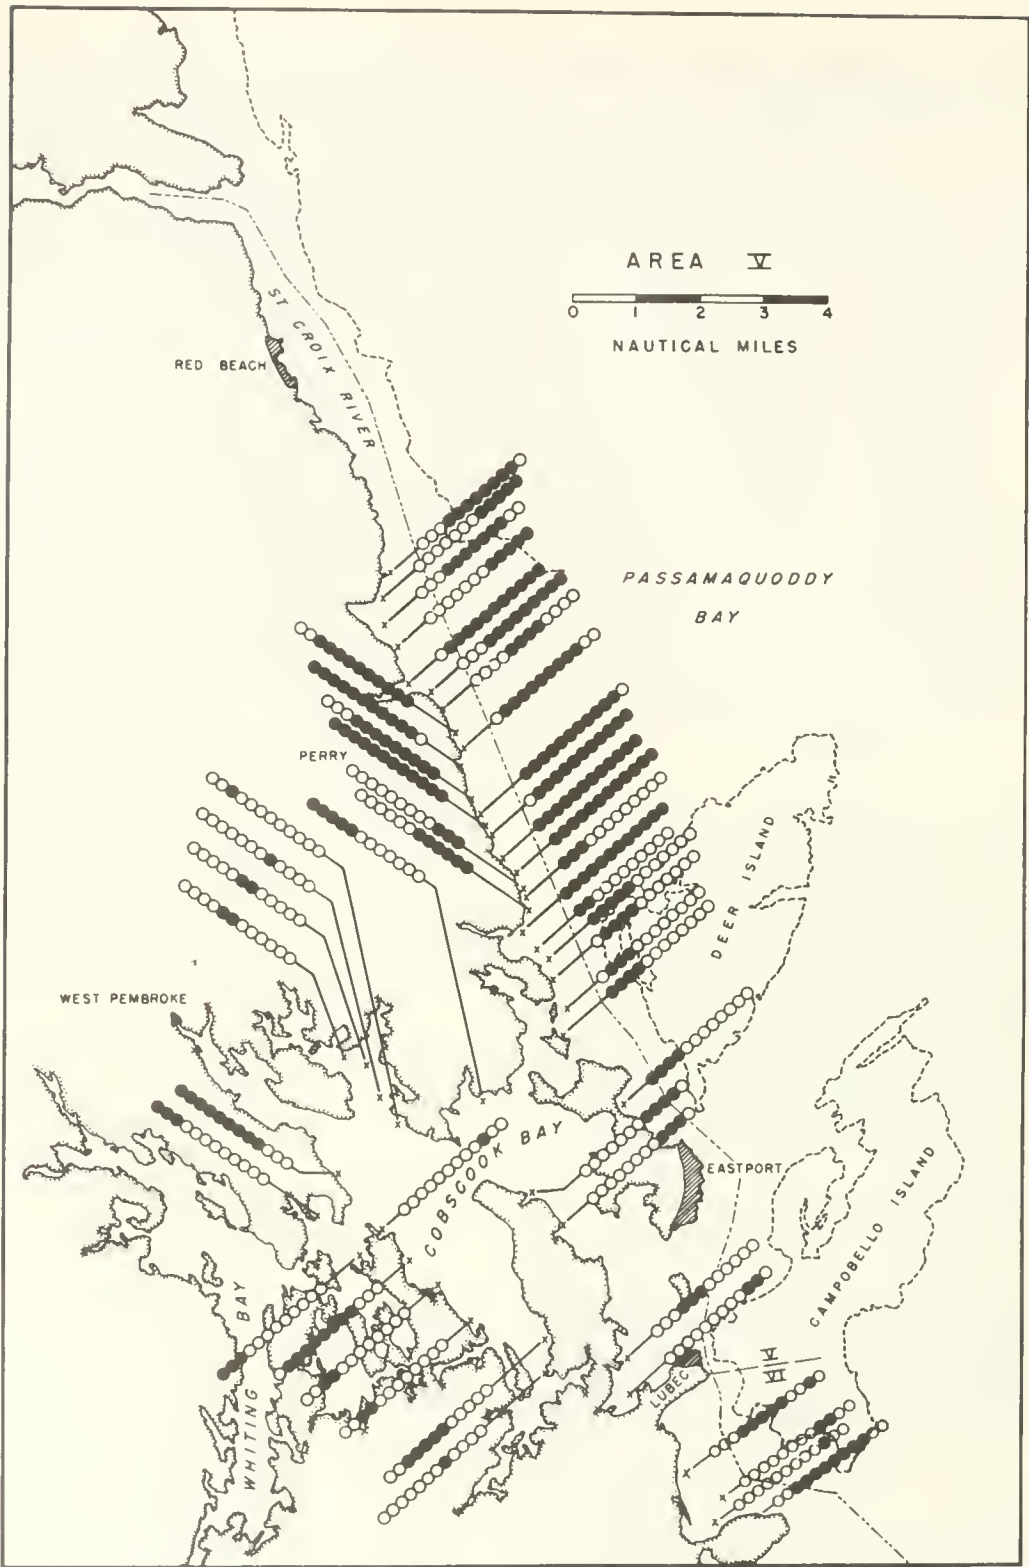 AREA V
0 1 2 3 4
NAUTICAL MILES
ST CROIX RIVER
RED BEACH
PASSAMAQUODDY
BAY
PERRY
DEER ISLAND
WEST PEMBROKE
COBSCOOK BAY
EASTPORT
CAMPOBELLO ISLAND
WHITING BAY
LUBEC
V
VI